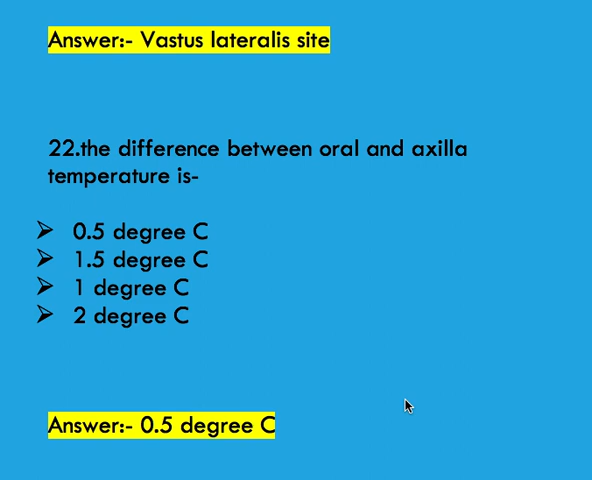 Answer:- Vastus lateralis site
22.the difference between oral and axilla
temperature is-
➢ 0.5 degree C
➢ 1.5 degree C
➢ 1 degree C
➢ 2 degree C
Answer:- 0.5 degree C